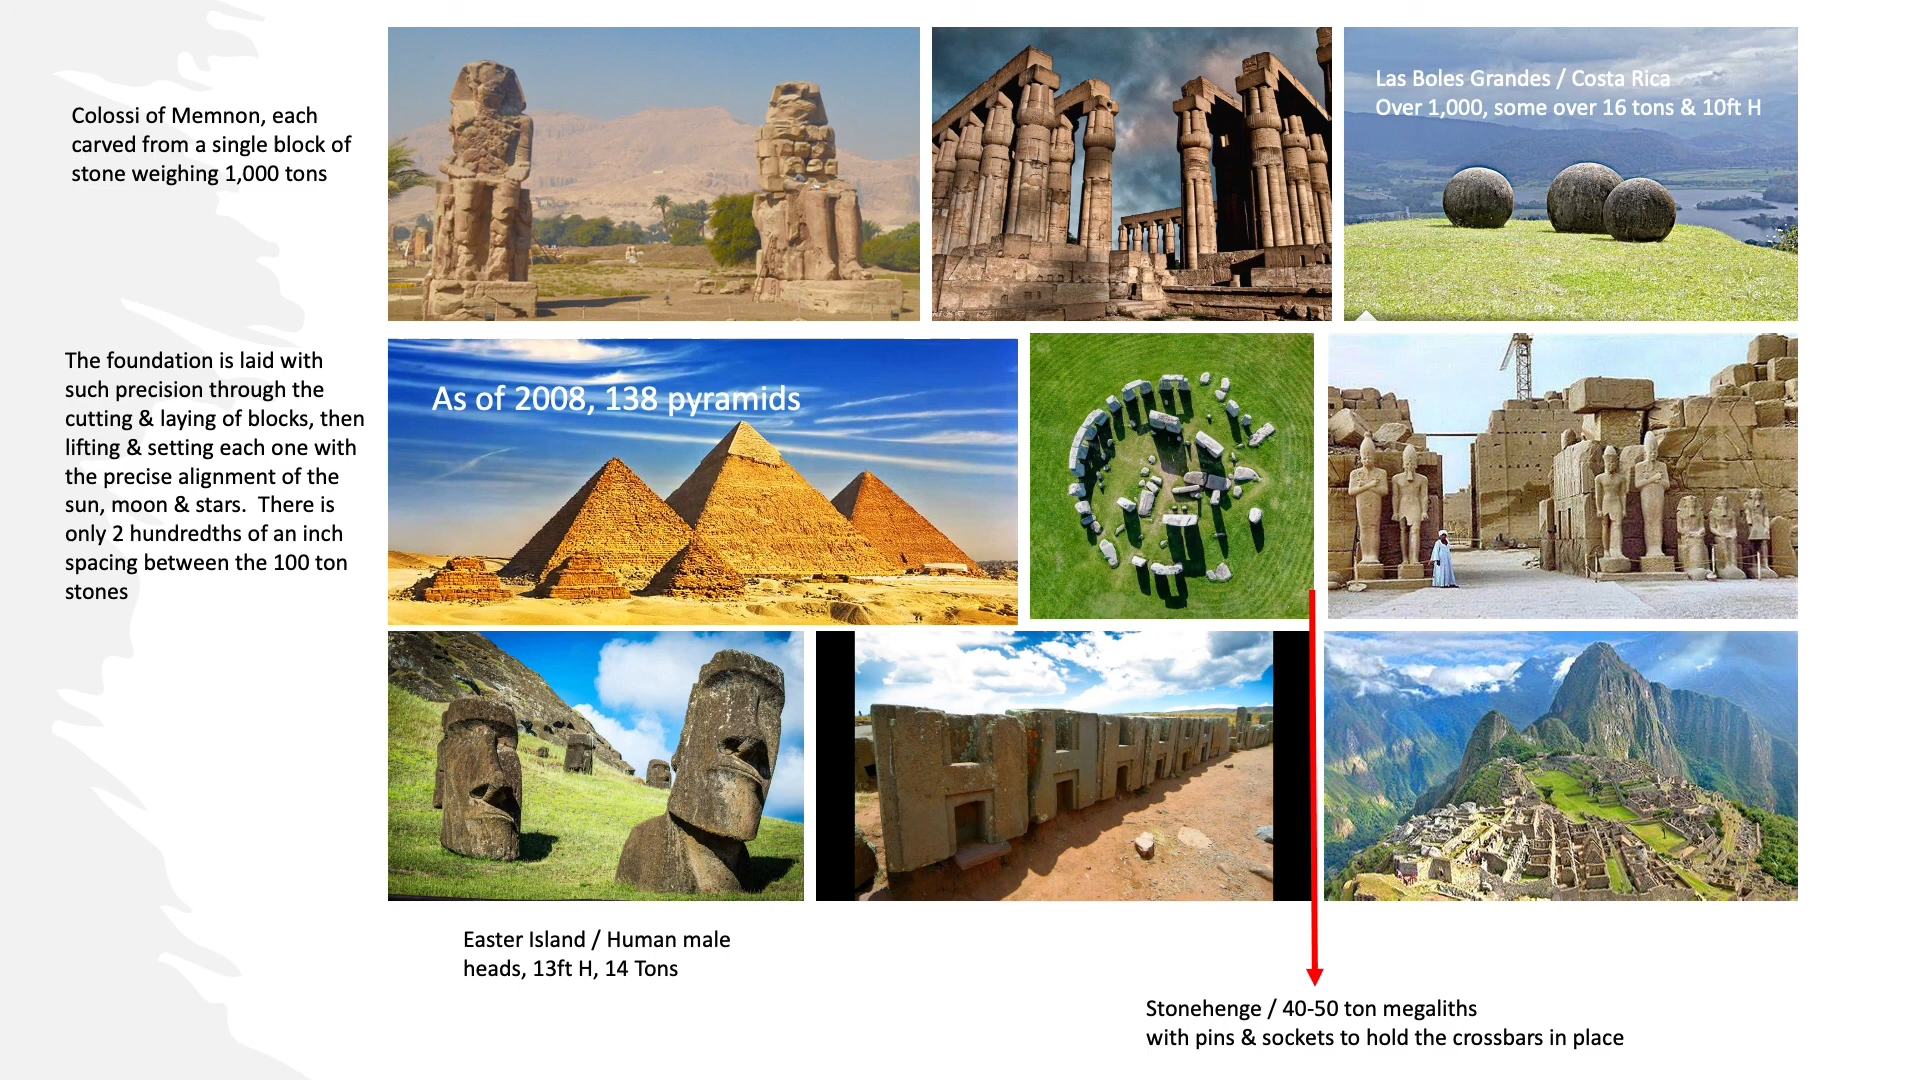 Colossi of Memnon, each
carved from a single block of
stone weighing 1,000 tons
Las Boles Grandes / Costa Rica
Over 1,000, some over 16 tons & 10ft H
The foundation is laid with
such precision through the
cutting & laying of blocks, then
lifting & setting each one with
the precise alignment of the
sun, moon & stars.  There is
only 2 hundredths of an inch
spacing between the 100 ton
stones
As of 2008, 138 pyramids
Easter Island / Human male
heads, 13ft H, 14 Tons
Stonehenge / 40-50 ton megaliths
with pins & sockets to hold the crossbars in place